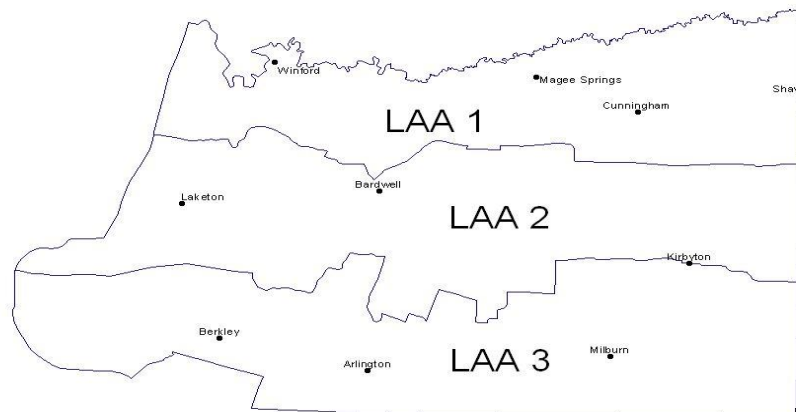 Winford
Magee Springs
Shav
Cunningham
LAA 1
Bardwell
Laketon
LAA 2
Kirbyton
Berkley
Arlington
LAA 3
Milburn